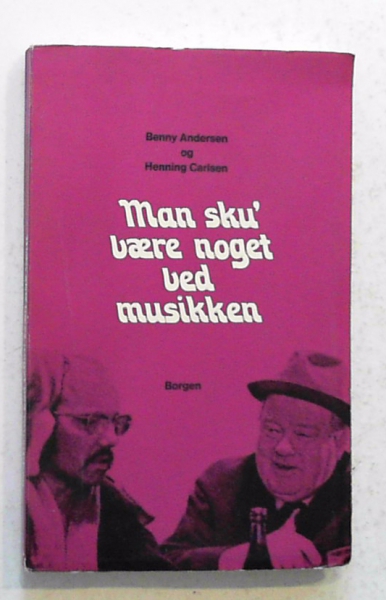 Benny Andersen
og
Henning Carlsen
Man sku'
være noget
ved
musikken
Borgen